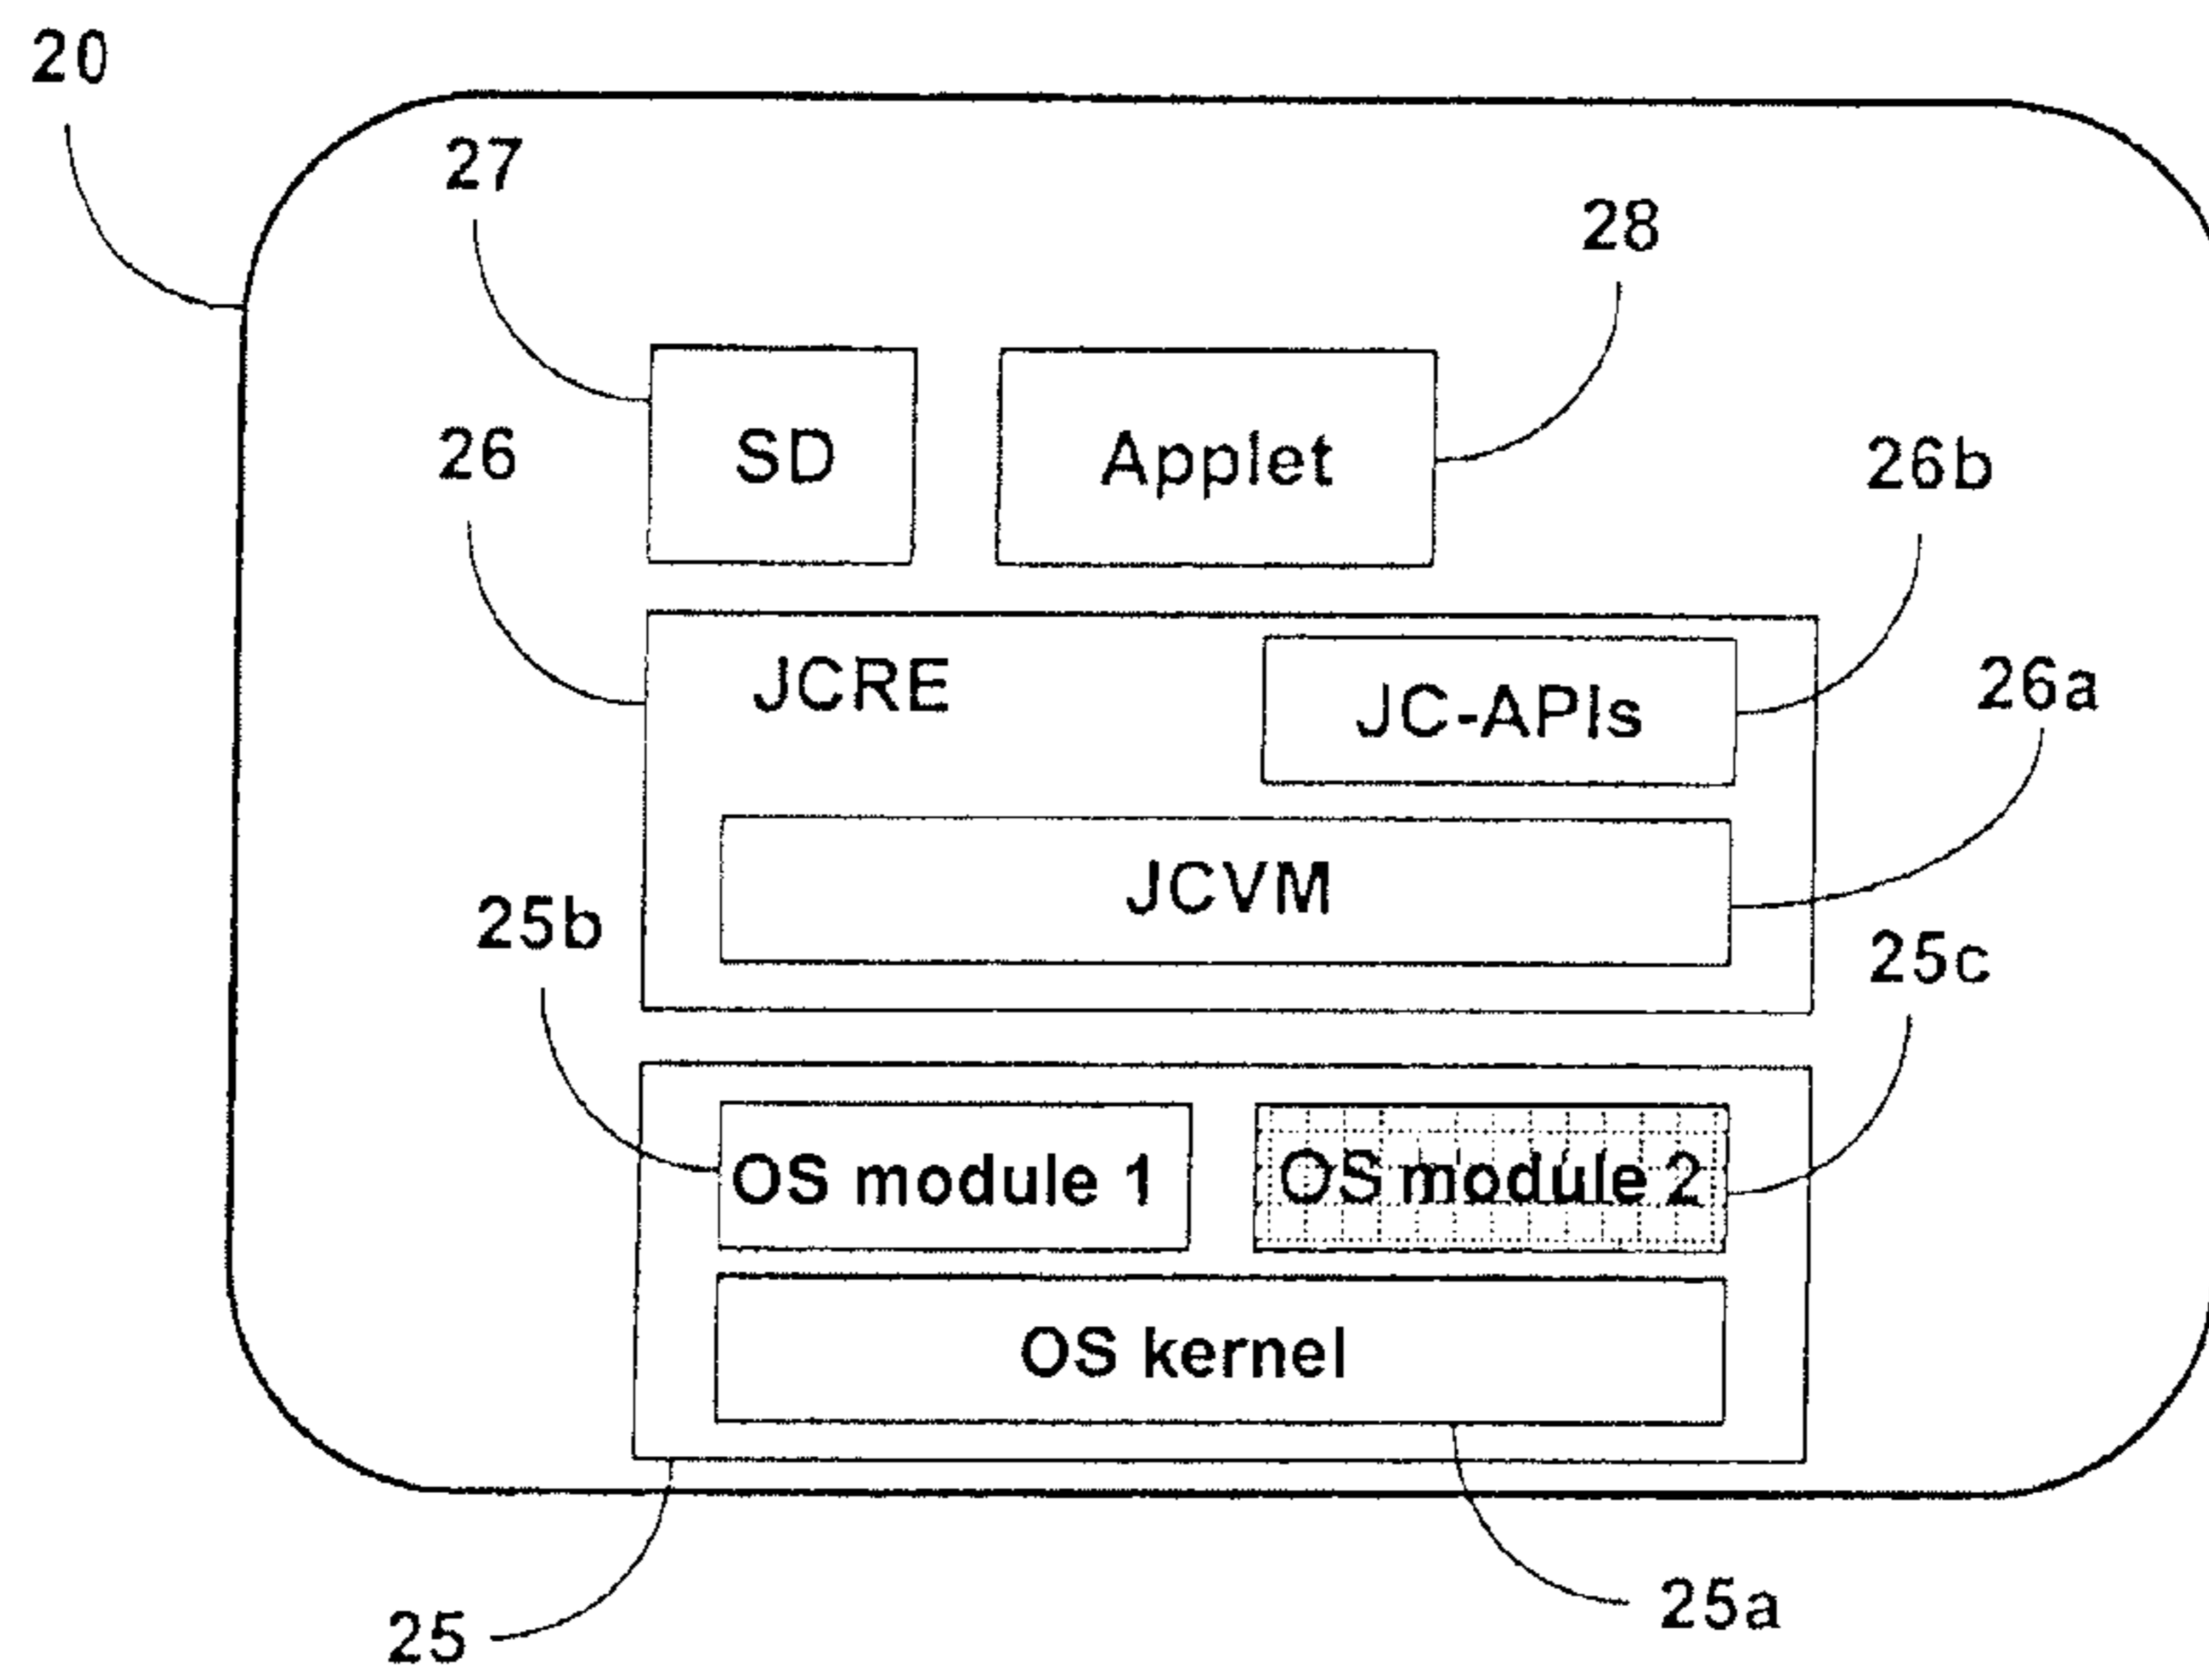 20
27
28
SD
Applet
26
26b
JCRE
JC-APIs
26a
JCVM
25b
25c
OS module 1
OS module 2
OS kernel
25a
25